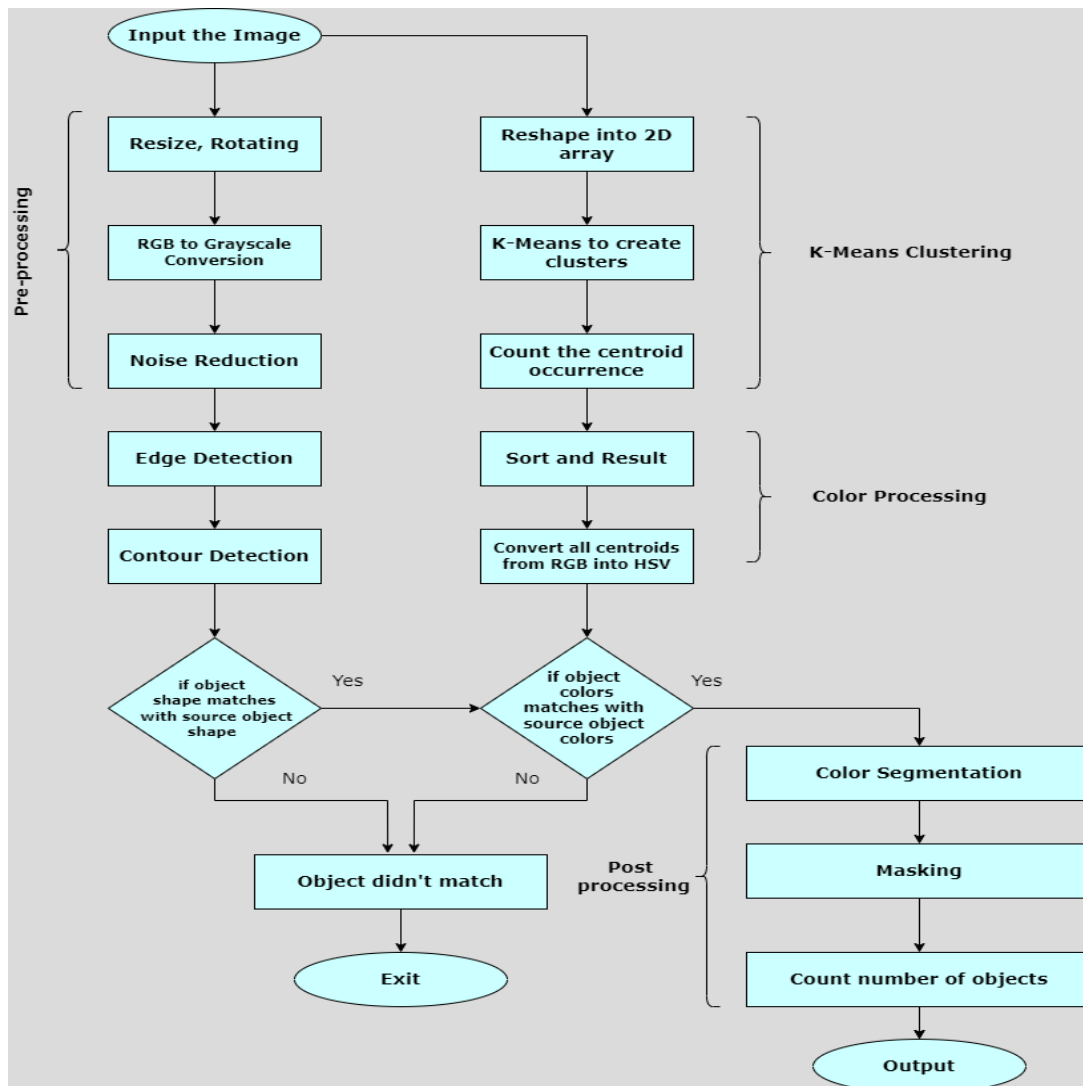 Input the Image
Resize, Rotating
RGB to Grayscale
Conversion
Noise Reduction
Pre-processing
Edge Detection
Contour Detection
if object
shape matches
with source object
shape
Yes
No
Reshape into 2D
array
K-Means to create
clusters
Count the centroid
occurrence
K-Means Clustering
Sort and Result
Convert all centroids
from RGB into HSV
Color Processing
if object
colors
matches with
source object
colors
Yes
No
Object didn't match
Exit
Post
processing
Color Segmentation
Masking
Count number of objects
Output